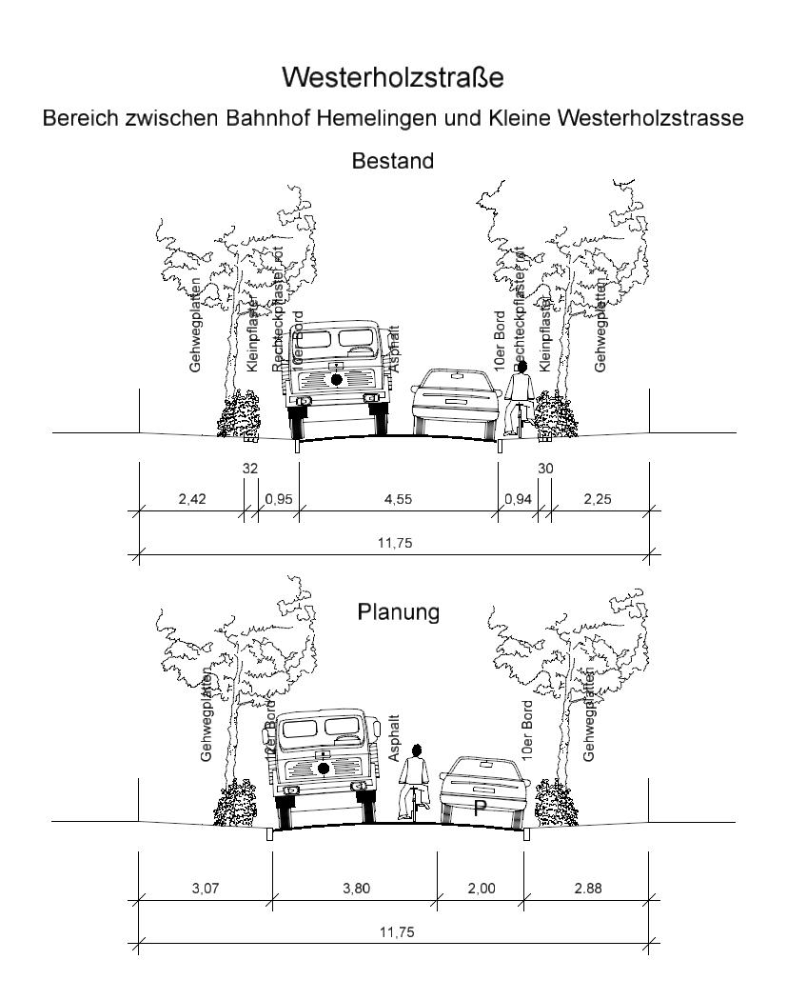 Westerholzstraße
Bereich zwischen Bahnhof Hemelingen und Kleine Westerholzstrasse
Bestand
Gehwegplatten
Kleinpflaster
Rechteckpflaster rot
10er Bord
Asphalt
10er Bord
Rechteckpflaster rot
Kleinpflaster
Gehwegplatten
32
30
2,42
0,95
4,55
0,94
2,25
11,75
Planung
Gehwegplatten
12er Bord
Asphalt
10er Bord
Gehwegplatten
P
3,07
3,80
2,00
2.88
11,75